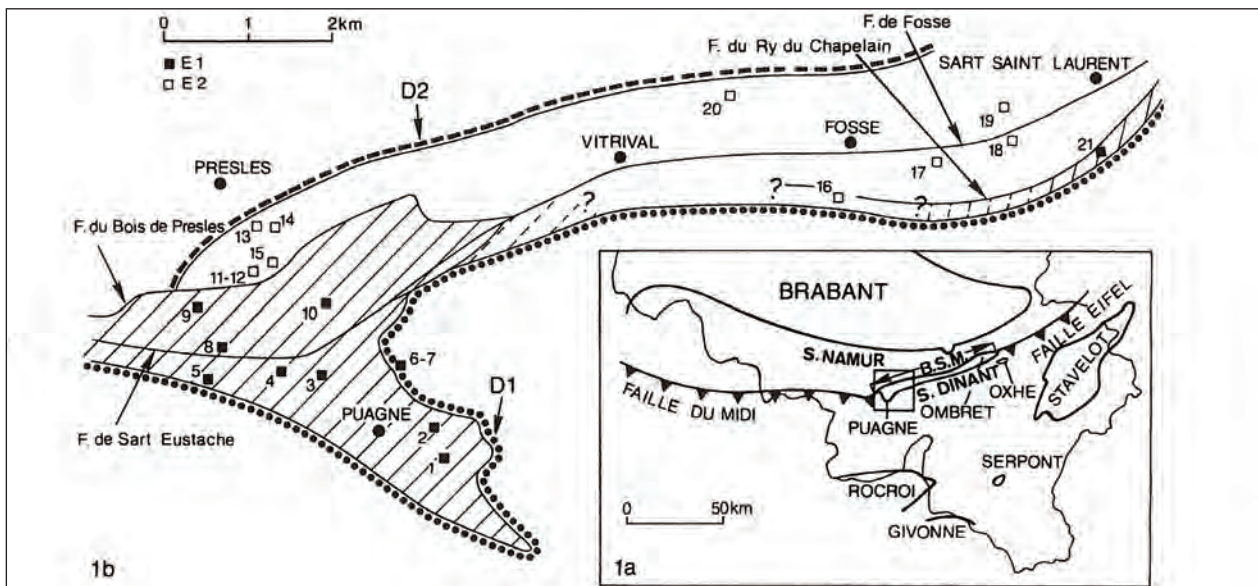 0 1 2km
E 1
E 2
D2
F. de Fosse
F. du Ry du Chapelain
SART SAINT LAURENT
20
19
18
21
VITRIVAL
FOSSE
17
PRESLES
16
?
?
?
F. du Bois de Presles
13
14
15
11-12
9
10
8
5
4
3
6-7
D1
PUAGNE
2
1
F. de Sart Eustache
1b
BRABANT
S. NAMUR
B.S.M.
FAILLE EIFEL
STAVELOT
S. DINANT
OXHE
FAILLE DU MIDI
OMBRET
PUAGNE
SERPONT
ROCROI
0 50km
GIVONNE
1a